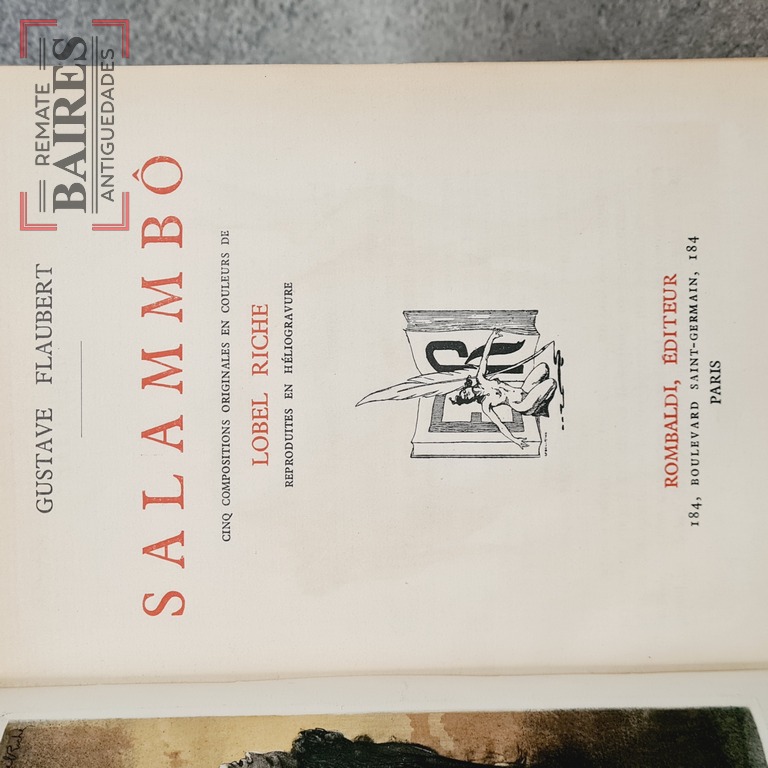 REMATE
BAIRES
ANTIGUEDADES
GUSTAVE FLAUBERT
SALAMMBÔ
CINQ COMPOSITIONS ORIGINALES EN COULEURS DE
LOBEL RICHE
REPRODUITES EN HÉLIOGRAVURE
ER
ROMBALDI, ÉDITEUR
184, BOULEVARD SAINT-GERMAIN, 184
PARIS